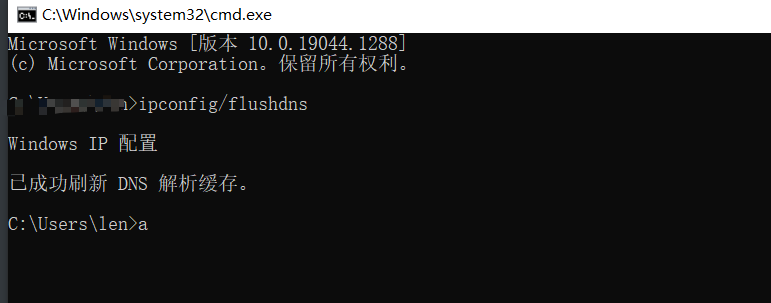 C:\Windows\system32\cmd.exe
Microsoft Windows [版本 10.0.19044.1288]
(c) Microsoft Corporation。保留所有权利。
>ipconfig/flushdns
Windows IP 配置
已成功刷新 DNS 解析缓存。
C:\Users\len>a